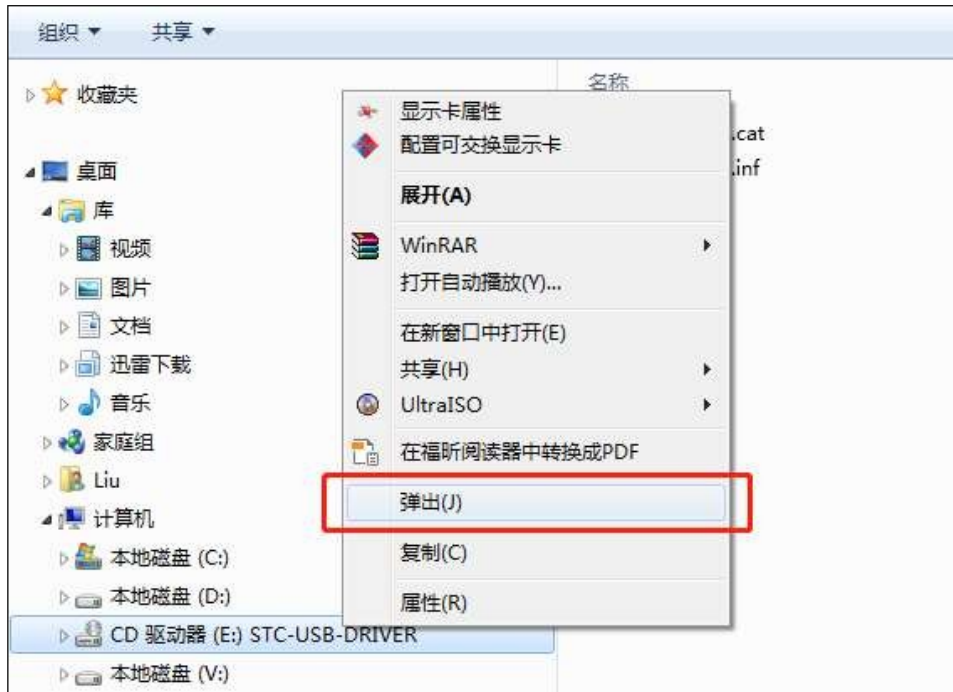 组织 共享
收藏夹
桌面
库
视频
图片
文档
迅雷下载
音乐
家庭组
Liu
计算机
本地磁盘 (C:)
本地磁盘 (D:)
CD 驱动器 (E:) STC-USB-DRIVER
本地磁盘 (V:)
名称
.cat
.inf
显示卡属性
配置可交换显示卡
展开(A)
WinRAR
打开自动播放(Y)...
在新窗口中打开(E)
共享(H)
UltraISO
在福昕阅读器中转换成PDF
弹出(J)
复制(C)
属性(R)